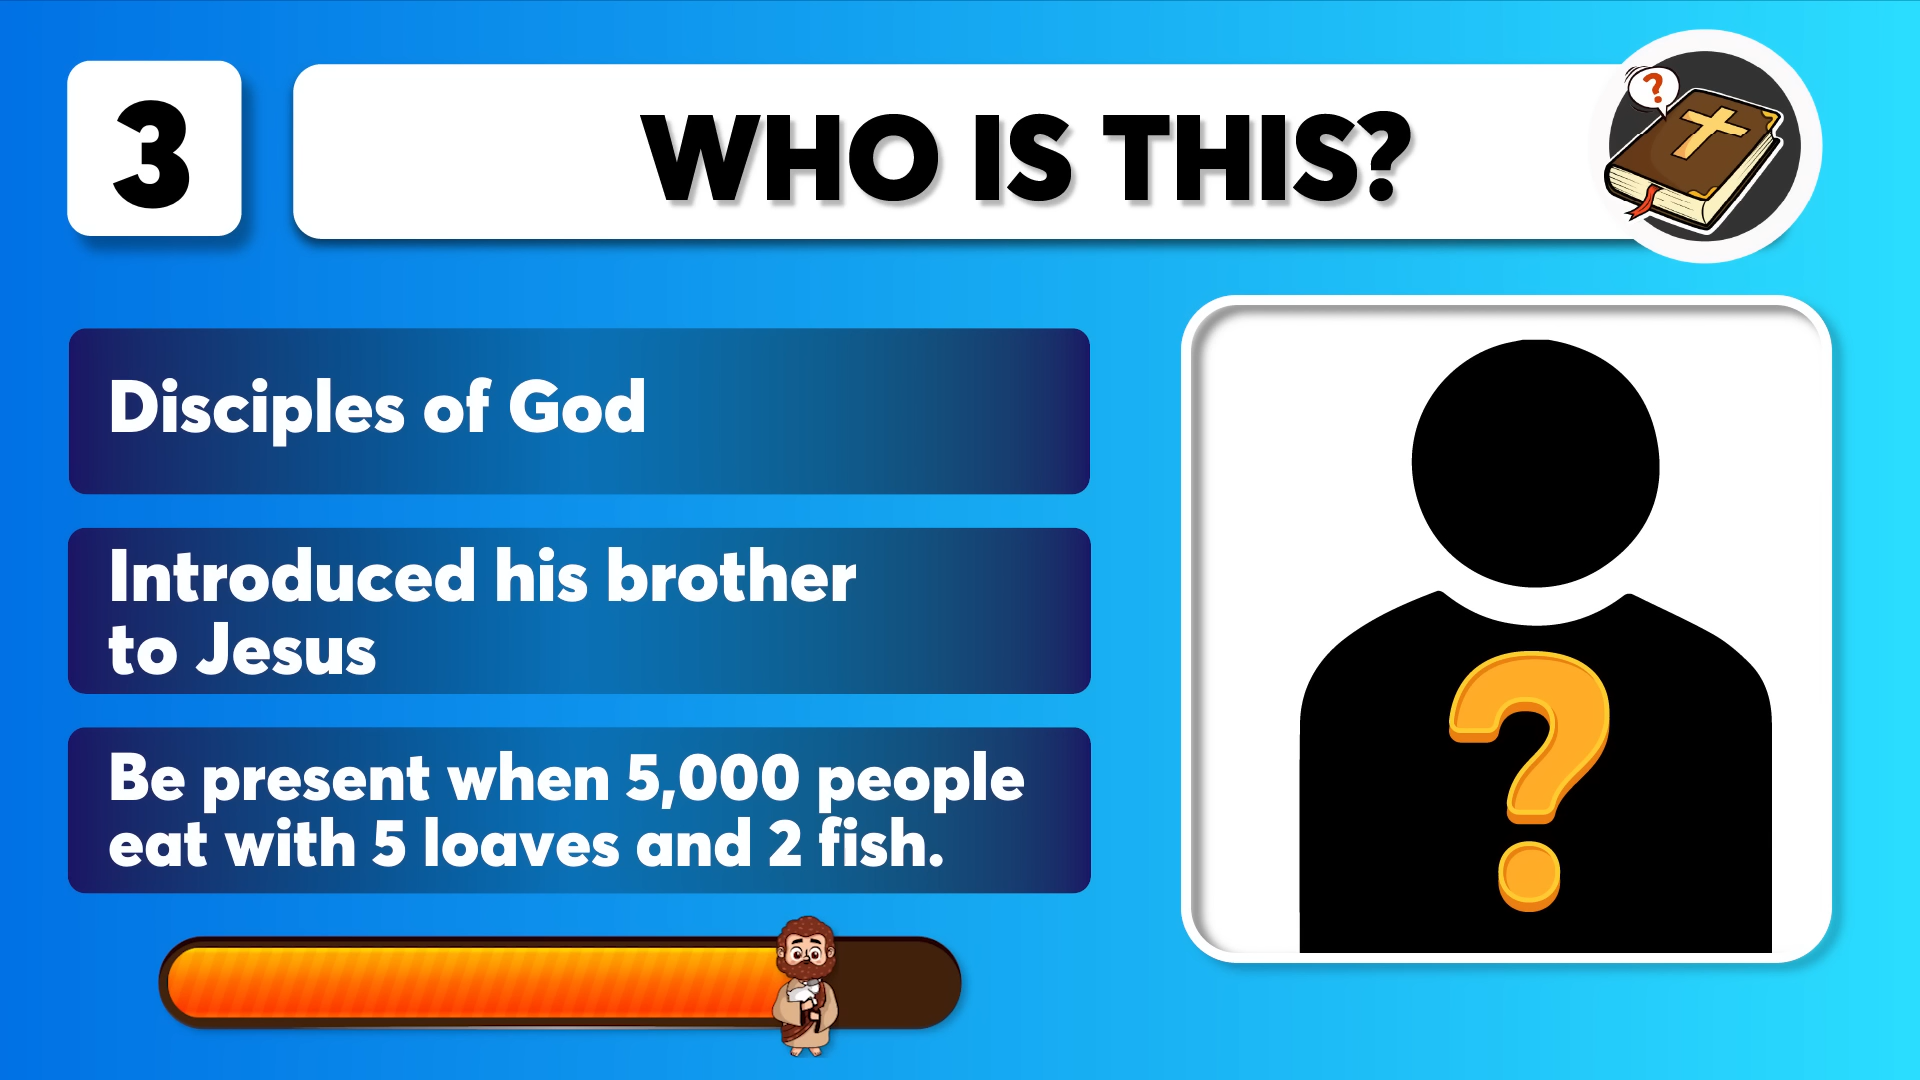 3
WHO IS THIS?
?
Disciples of God
Introduced his brother
to Jesus
Be present when 5,000 people
eat with 5 loaves and 2 fish.
?